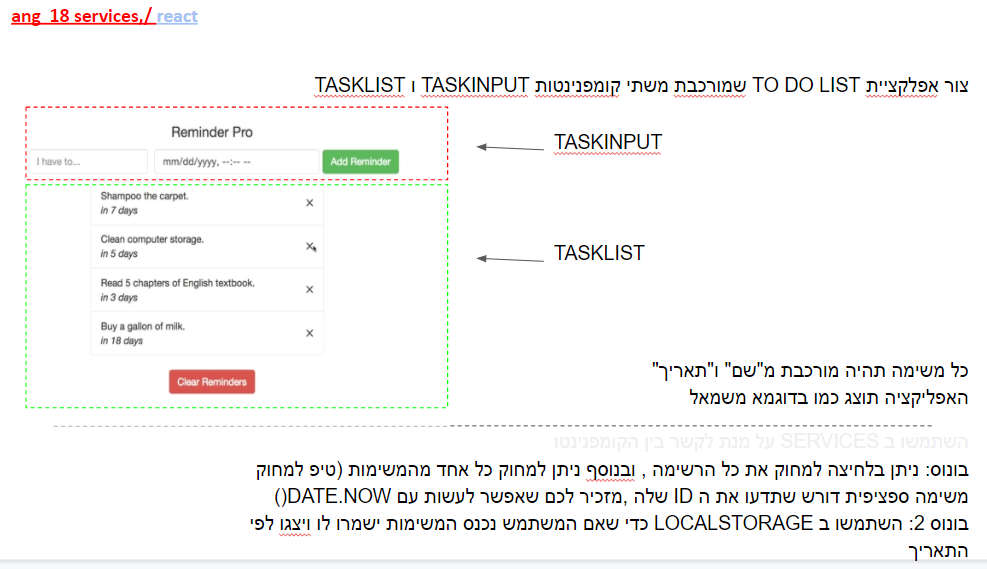 ang 18 services,/ react
צור אפלקציית TO DO LIST שמורכבת משתי קומפנינטות TASKINPUT ו TASKLIST
Reminder Pro
I have to...
mm/dd/yyyy, --:-- --
Add Reminder
TASKINPUT
Shampoo the carpet.
in 7 days
Clean computer storage.
in 5 days
Read 5 chapters of English textbook.
in 3 days
Buy a gallon of milk.
in 18 days
Clear Reminders
TASKLIST
כל משימה תהיה מורכבת מ"שם" ו"תאריך"
האפליקציה תוצג כמו בדוגמא משמאל
השתמשו ב SERVICES על מנת לקשר בין הקומפנינטו
בונוס: ניתן בלחיצה למחוק את כל הרשימה , ובנוסף ניתן למחוק כל אחד מהמשימות (טיפ למחוק
משימה ספציפית דורש שתדעו את ה ID שלה ,מזכיר לכם שאפשר לעשות עם DATE.NOW()
בונוס 2: השתמשו ב LOCALSTORAGE כדי שאם המשתמש נכנס המשימות ישמרו לו ויצגו לפי
התאריך